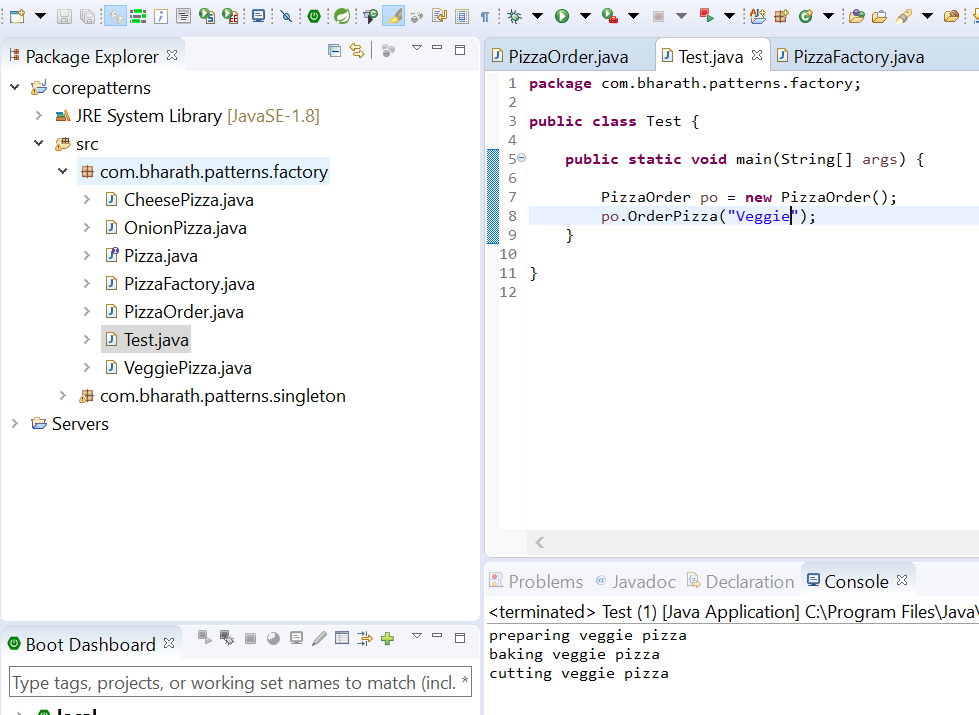 Package Explorer
corepatterns
JRE System Library [JavaSE-1.8]
src
com.bharath.patterns.factory
CheesePizza.java
OnionPizza.java
Pizza.java
PizzaFactory.java
PizzaOrder.java
Test.java
VeggiePizza.java
com.bharath.patterns.singleton
Servers
PizzaOrder.java Test.java PizzaFactory.java
1 package com.bharath.patterns.factory;
2
3 public class Test {
4
5 public static void main(String[] args) {
6
7 PizzaOrder po = new PizzaOrder();
8 po.OrderPizza("Veggie");
9 }
10
11 }
12
Boot Dashboard
Type tags, projects, or working set names to match (incl. *
local
Problems @ Javadoc Declaration Console
<terminated> Test (1) [Java Application] C:\Program Files\Java\
preparing veggie pizza
baking veggie pizza
cutting veggie pizza